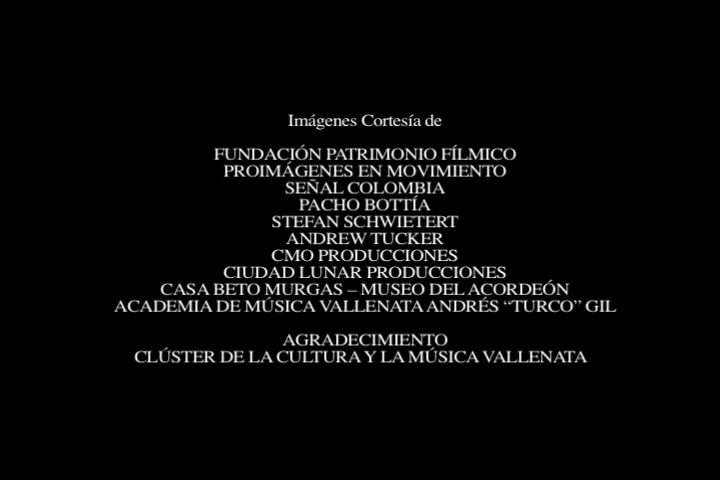 Imágenes Cortesía de
FUNDACIÓN PATRIMONIO FÍLMICO
PROIMÁGENES EN MOVIMIENTO
SEÑAL COLOMBIA
PACHO BOTTÍA
STEFAN SCHWIETERT
ANDREW TUCKER
CMO PRODUCCIONES
CIUDAD LUNAR PRODUCCIONES
CASA BETO MURGAS – MUSEO DEL ACORDEÓN
ACADEMIA DE MÚSICA VALLENATA ANDRÉS “TURCO” GIL
AGRADECIMIENTO
CLÚSTER DE LA CULTURA Y LA MÚSICA VALLENATA